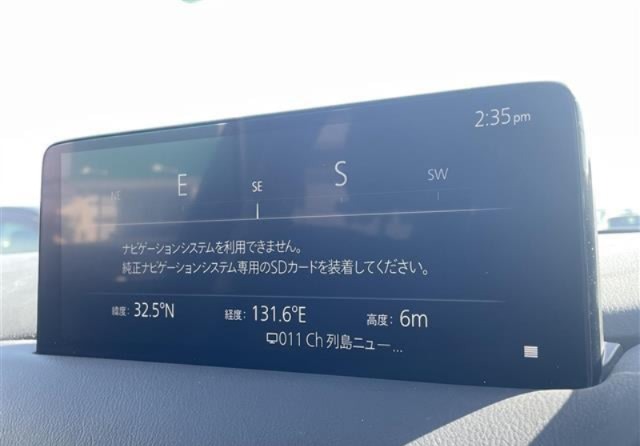 2:35pm
NE E SE S SW
ナビゲーションシステムを利用できません。
純正ナビゲーションシステム専用のSDカードを装着してください。
緯度: 32.5°N 経度: 131.6°E 高度: 6m
011 Ch 列島ニュー...